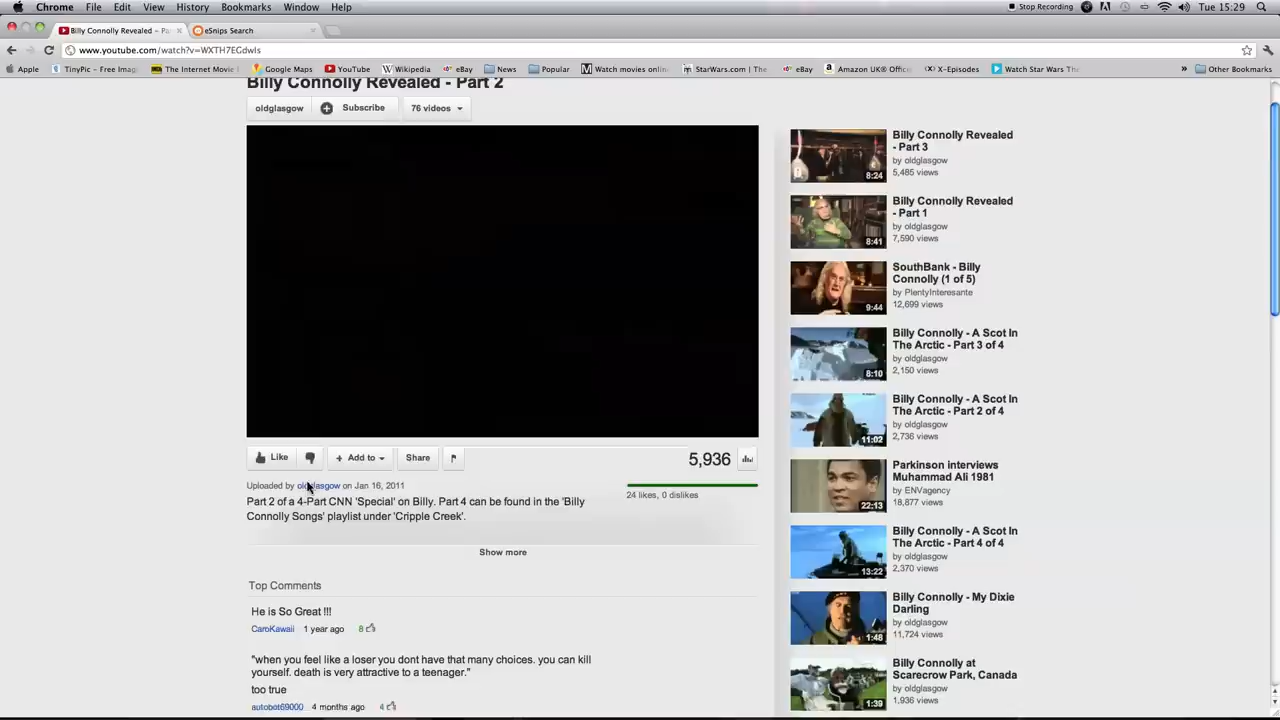 Chrome File Edit View History Bookmarks Window Help Stop Recording Tue 15:29
Billy Connolly Revealed – Pa eSnips Search
www.youtube.com/watch?v=WXTH7EGdwIs
Apple TinyPic – Free Imag The Internet Movie Google Maps YouTube Wikipedia eBay News Popular Watch movies onlin StarWars.com | The eBay Amazon UK® Offic X-Episodes Watch Star Wars The » Other Bookmarks
Billy Connolly Revealed - Part 2
oldglasgow Subscribe 76 videos
Like Add to Share 5,936
Uploaded by oldglasgow on Jan 16, 2011
24 likes, 0 dislikes
Part 2 of a 4-Part CNN 'Special' on Billy. Part 4 can be found in the 'Billy
Connolly Songs' playlist under 'Cripple Creek'.
Show more
Top Comments
He is So Great !!!
CaroKawaii 1 year ago 8
"when you feel like a loser you dont have that many choices. you can kill
yourself. death is very attractive to a teenager."
too true
autobot69000 4 months ago 4
Billy Connolly Revealed
- Part 3
by oldglasgow
5,485 views
8:24
Billy Connolly Revealed
- Part 1
by oldglasgow
7,590 views
8:41
SouthBank - Billy
Connolly (1 of 5)
by PlentyInteresante
12,699 views
9:44
Billy Connolly - A Scot In
The Arctic - Part 3 of 4
by oldglasgow
2,150 views
8:10
Billy Connolly - A Scot In
The Arctic - Part 2 of 4
by oldglasgow
2,736 views
11:02
Parkinson interviews
Muhammad Ali 1981
by ENVagency
18,877 views
22:13
Billy Connolly - A Scot In
The Arctic - Part 4 of 4
by oldglasgow
2,370 views
13:22
Billy Connolly - My Dixie
Darling
by oldglasgow
11,724 views
1:48
Billy Connolly at
Scarecrow Park, Canada
by oldglasgow
1,936 views
1:39